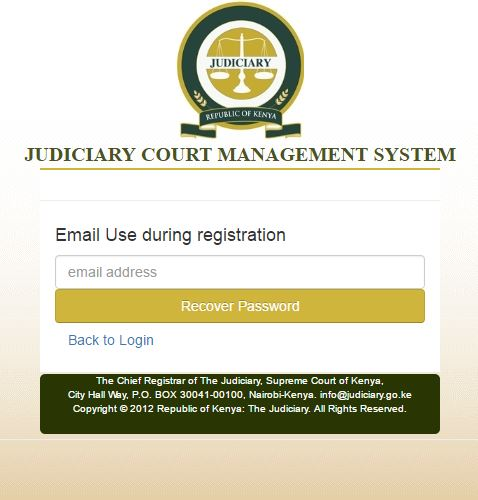 JUDICIARY
REPUBLIC OF KENYA
JUDICIARY COURT MANAGEMENT SYSTEM
Email Use during registration
email address
Recover Password
Back to Login
The Chief Registrar of The Judiciary, Supreme Court of Kenya,
City Hall Way, P.O. BOX 30041-00100, Nairobi-Kenya. info@judiciary.go.ke
Copyright © 2012 Republic of Kenya: The Judiciary. All Rights Reserved.